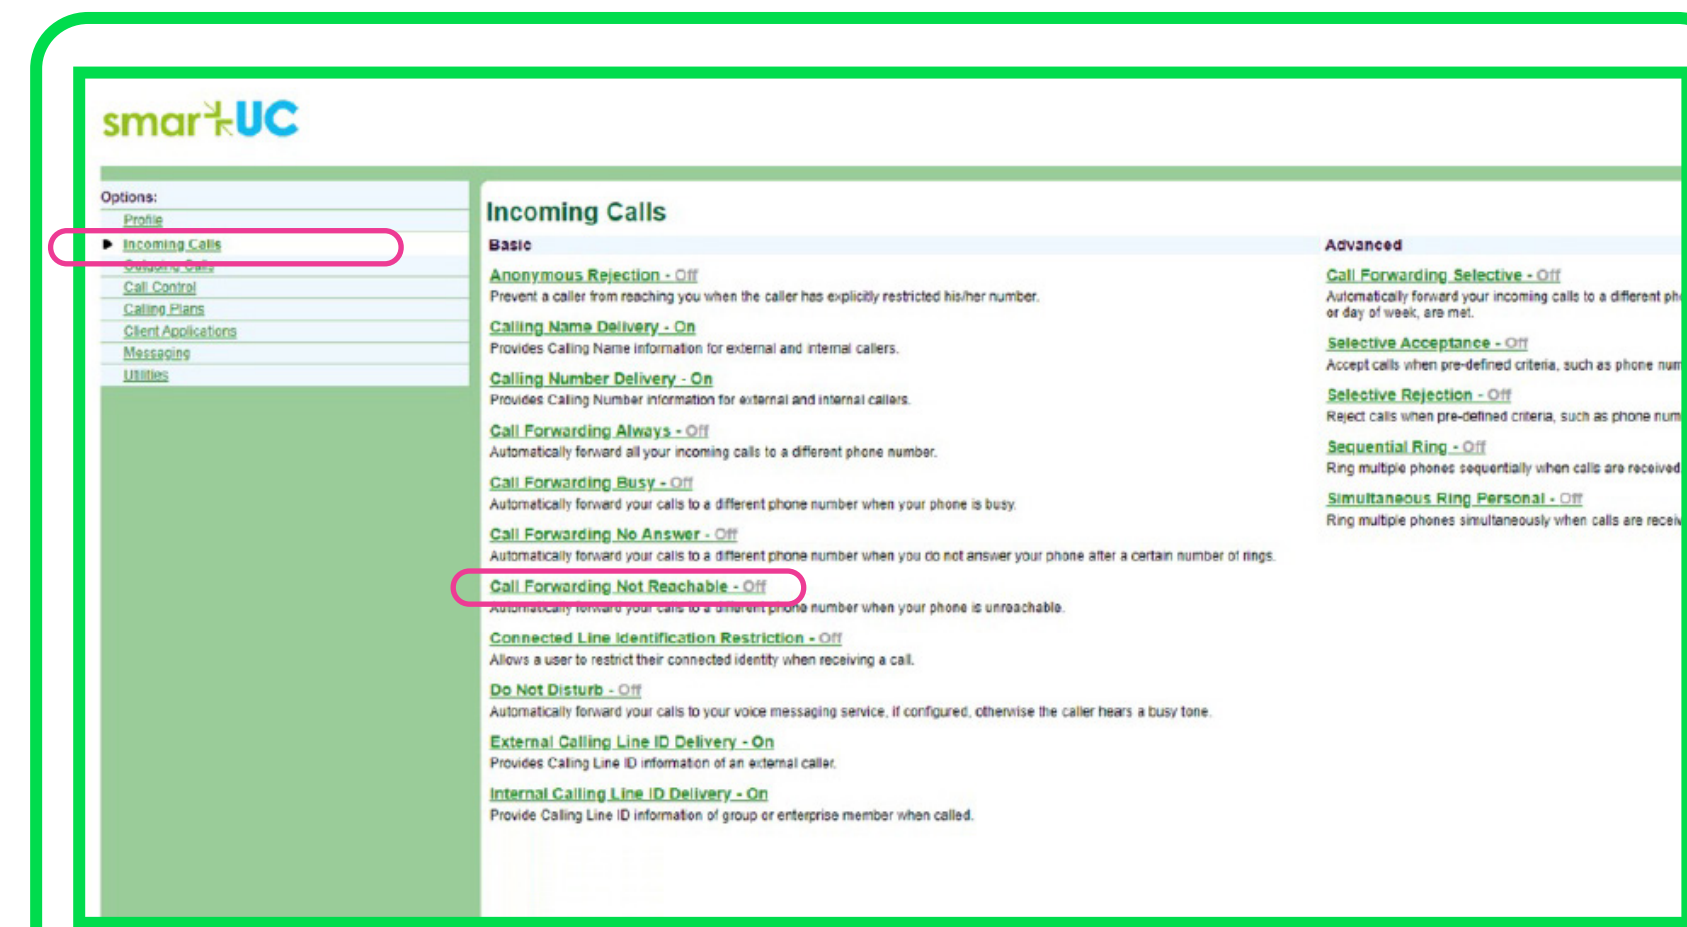 smartUC
Options:
Profile
Incoming Calls
Outgoing Calls
Call Control
Calling Plans
Client Applications
Messaging
Utilities
Incoming Calls
Basic
Anonymous Rejection - Off
Prevent a caller from reaching you when the caller has explicitly restricted his/her number.
Calling Name Delivery - On
Provides Calling Name information for external and internal callers.
Calling Number Delivery - On
Provides Calling Number information for external and internal callers.
Call Forwarding Always - Off
Automatically forward all your incoming calls to a different phone number.
Call Forwarding Busy - Off
Automatically forward your calls to a different phone number when your phone is busy.
Call Forwarding No Answer - Off
Automatically forward your calls to a different phone number when you do not answer your phone after a certain number of rings.
Call Forwarding Not Reachable - Off
Automatically forward your calls to a different phone number when your phone is unreachable.
Connected Line Identification Restriction - Off
Allows a user to restrict their connected identity when receiving a call.
Do Not Disturb - Off
Automatically forward your calls to your voice messaging service, if configured, otherwise the caller hears a busy tone.
External Calling Line ID Delivery - On
Provides Calling Line ID information of an external caller.
Internal Calling Line ID Delivery - On
Provide Calling Line ID information of group or enterprise member when called.
Advanced
Call Forwarding Selective - Off
Automatically forward your incoming calls to a different
or day of week, are met.
Selective Acceptance - Off
Accept calls when pre-defined criteria, such as phone
Selective Rejection - Off
Reject calls when pre-defined criteria, such as phone
Sequential Ring - Off
Ring multiple phones sequentially when calls are received
Simultaneous Ring Personal - Off
Ring multiple phones simultaneously when calls are